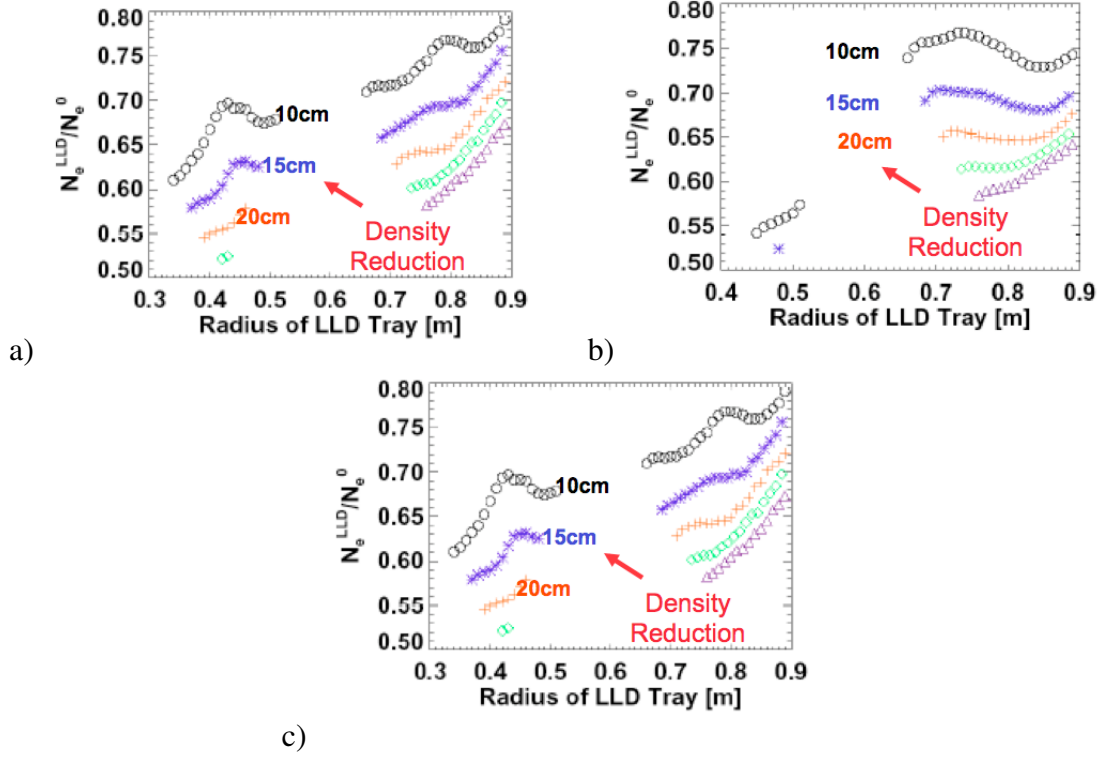 0.80
0.75
0.70
0.65
0.60
0.55
0.50
N_e^LLD/N_e^0
10cm
15cm
20cm
Density
Reduction
0.3 0.4 0.5 0.6 0.7 0.8 0.9
Radius of LLD Tray [m]
a)
0.80
0.75
0.70
0.65
0.60
0.55
0.50
N_e^LLD/N_e^0
10cm
15cm
20cm
Density
Reduction
0.4 0.5 0.6 0.7 0.8 0.9
Radius of LLD Tray [m]
b)
0.80
0.75
0.70
0.65
0.60
0.55
0.50
N_e^LLD/N_e^0
10cm
15cm
20cm
Density
Reduction
0.3 0.4 0.5 0.6 0.7 0.8 0.9
Radius of LLD Tray [m]
c)